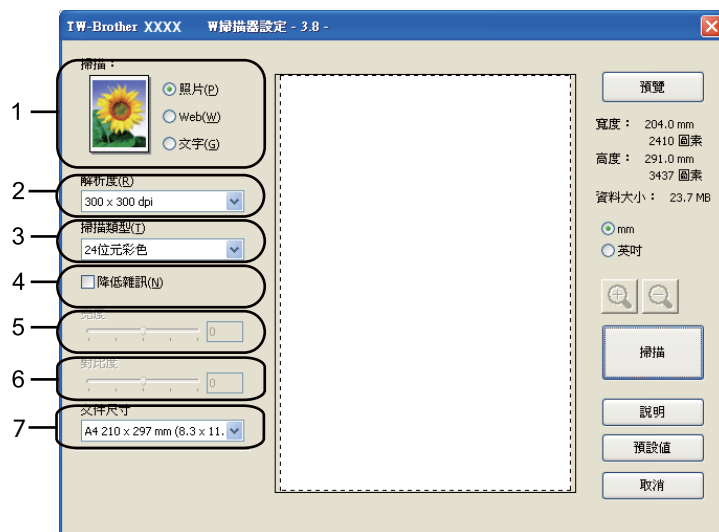 TW-Brother XXXX W掃描器設定 - 3.8 -
1
掃描：
照片(P)
Web(W)
文字(G)
2
解析度(R)
300 x 300 dpi
3
掃描類型(T)
24位元彩色
4
降低雜訊(N)
5
亮度
0
6
對比度
0
7
文件尺寸
A4 210 x 297 mm (8.3 x 11.
預覽
寬度： 204.0 mm
2410 圖素
高度： 291.0 mm
3437 圖素
資料大小： 23.7 MB
mm
英吋
掃描
說明
預設值
取消